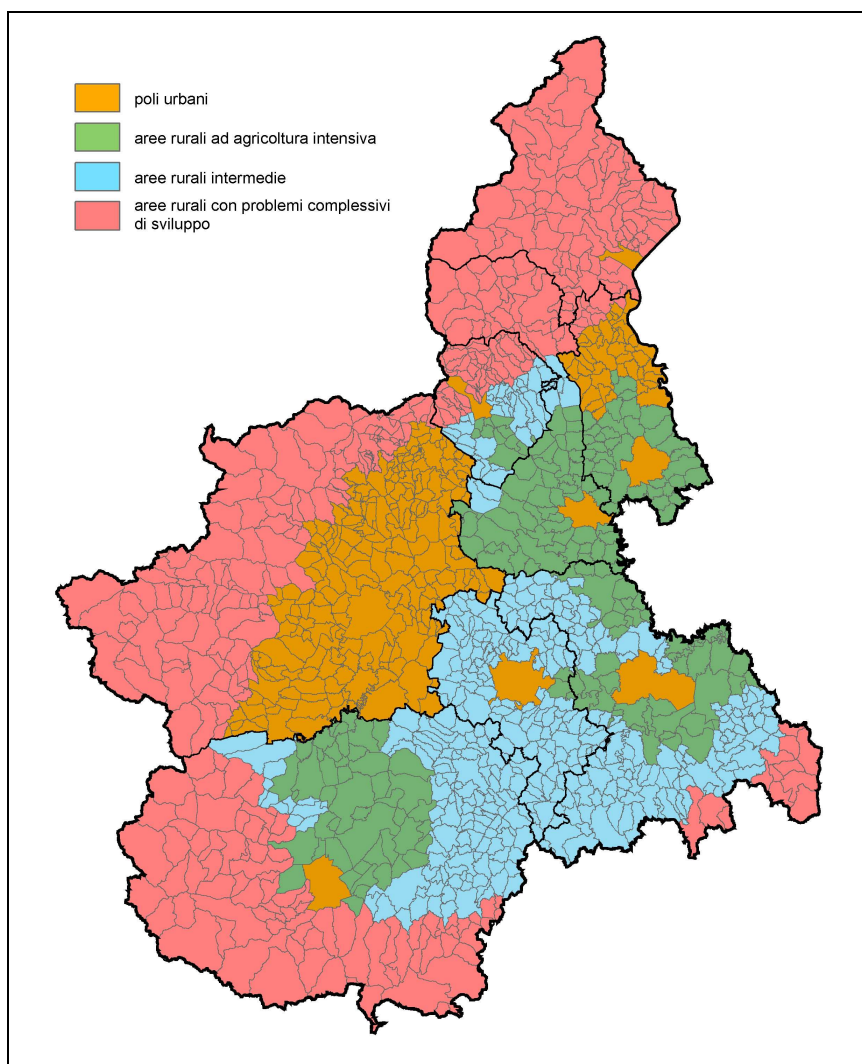 poli urbani
aree rurali ad agricoltura intensiva
aree rurali intermedie
aree rurali con problemi complessivi
di sviluppo